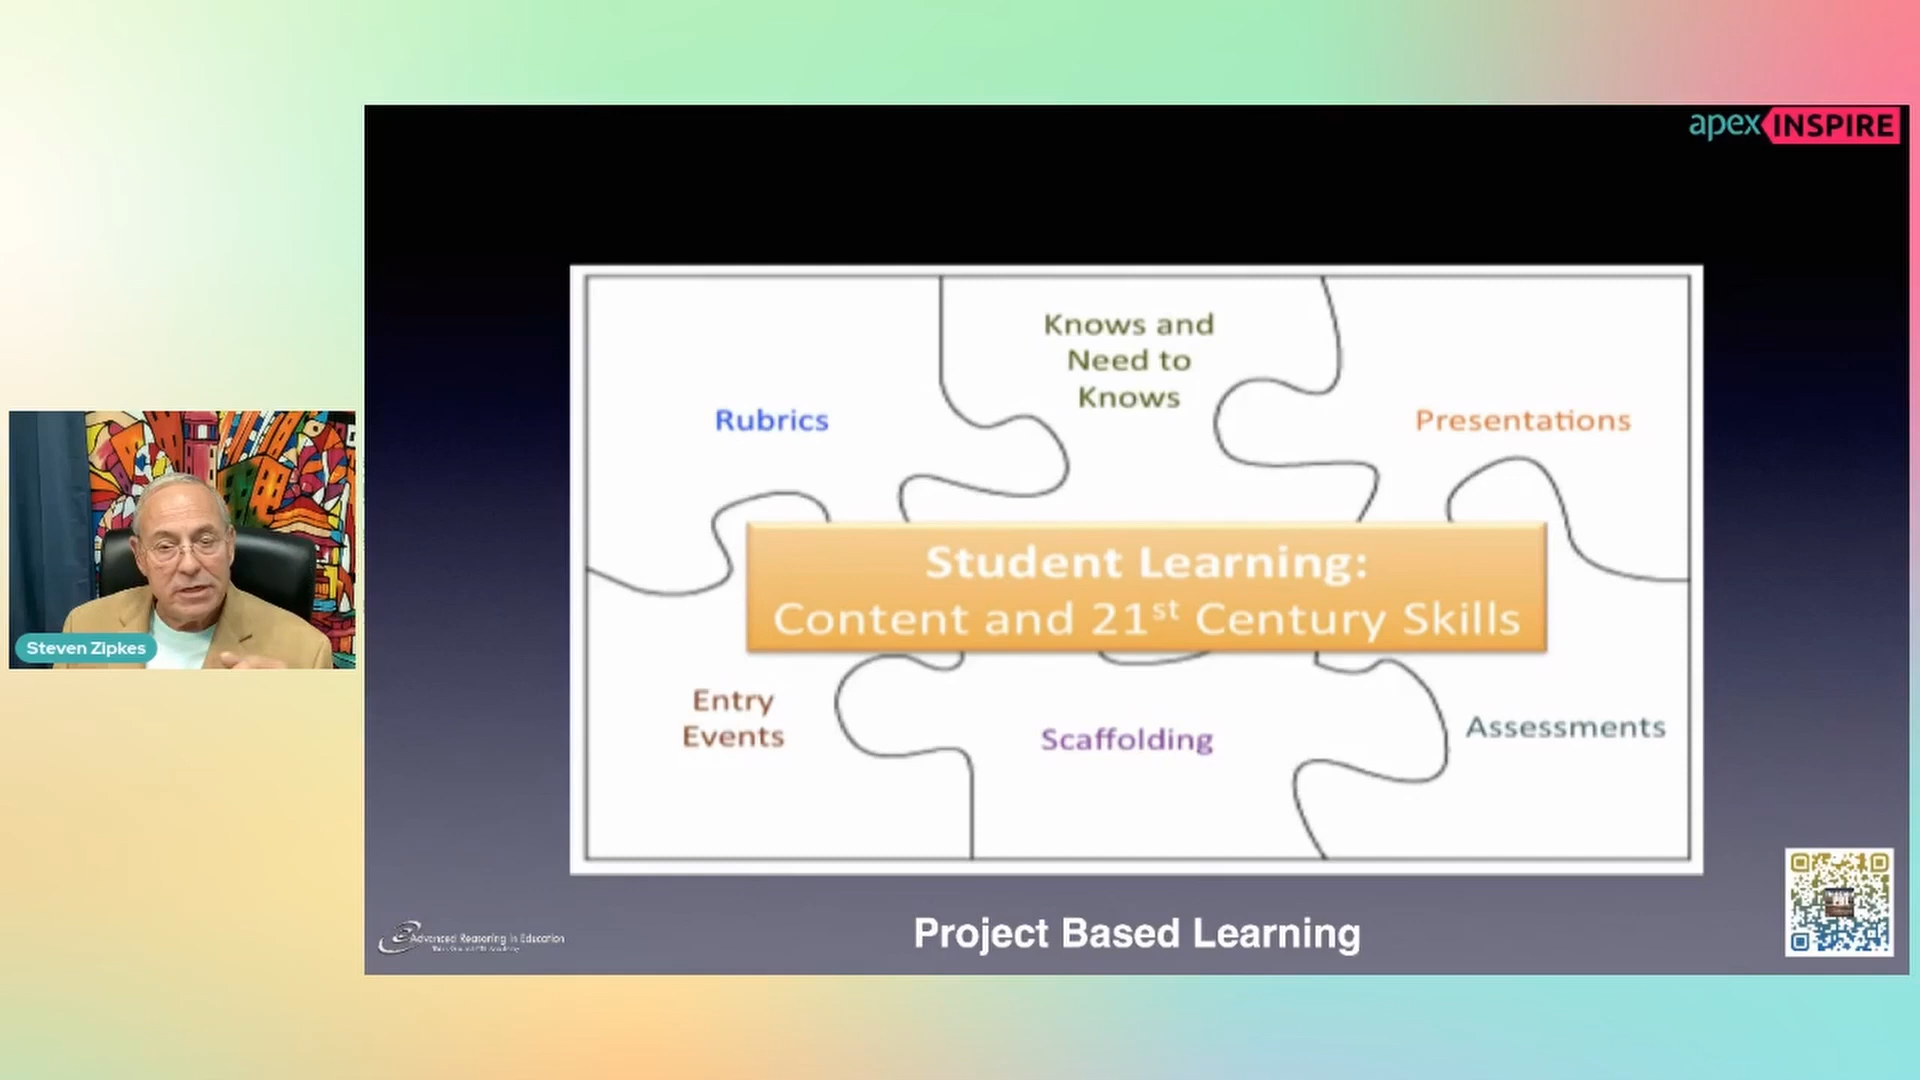 apex INSPIRE
Knows and
Need to
Knows
Rubrics
Presentations
Student Learning:
Content and 21st Century Skills
Entry
Events
Scaffolding
Assessments
Steven Zipkes
Advanced Reasoning in Education
Project Based Learning